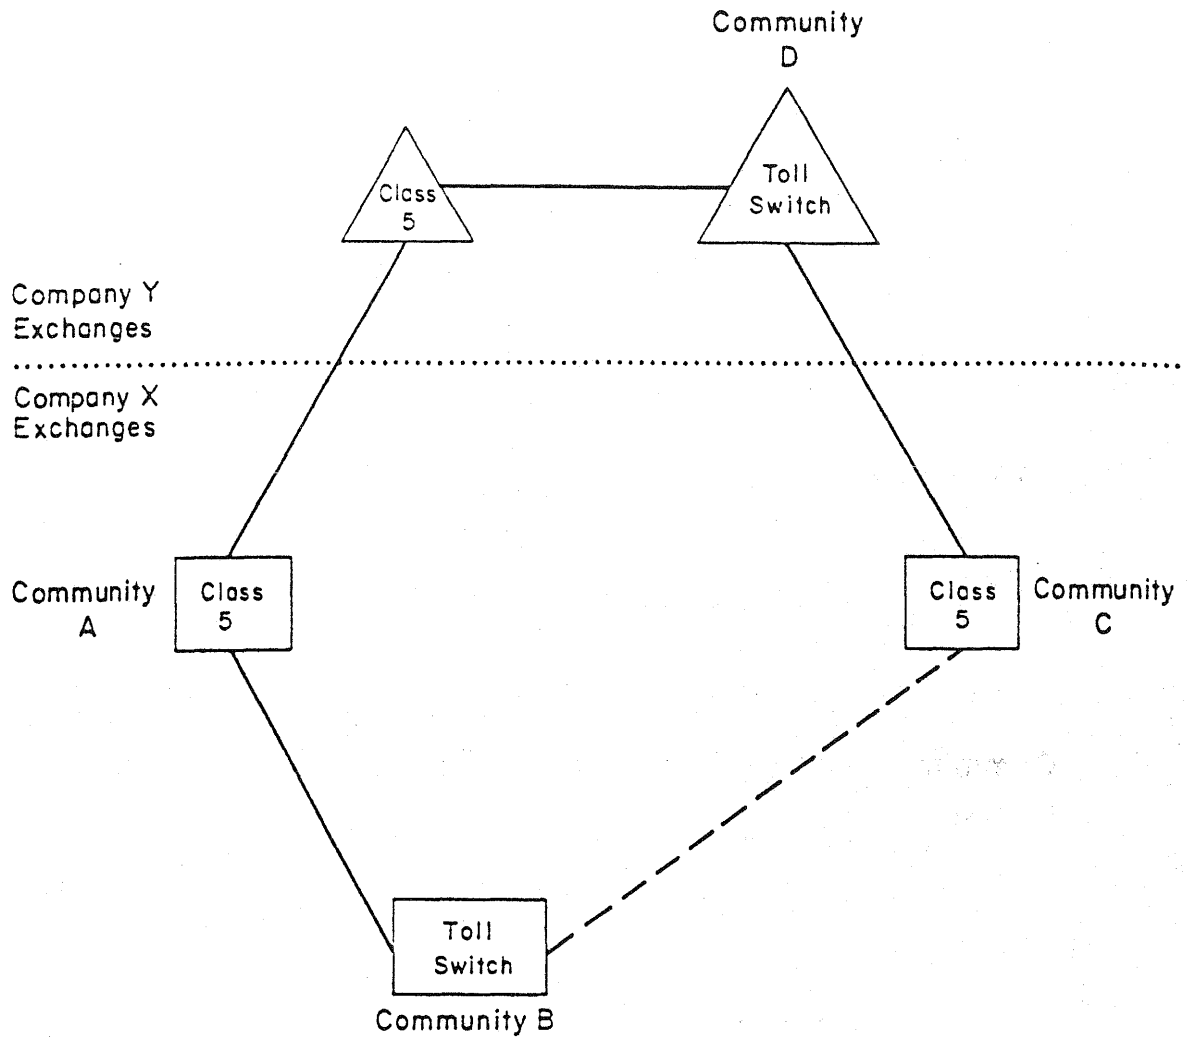 Community
D
Toll
Switch
Class
5
Company Y
Exchanges
Company X
Exchanges
Community
A
Class
5
Class
5
Community
C
Toll
Switch
Community B